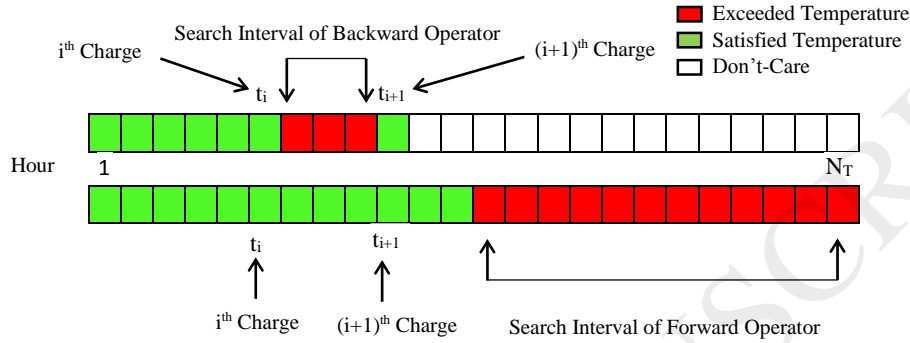 Exceeded Temperature
Search Interval of Backward Operator
Satisfied Temperature
ith Charge
(i+1)th Charge
Don't-Care
ti
ti+1
Hour
1
NT
ti
ti+1
ith Charge
(i+1)th Charge
Search Interval of Forward Operator